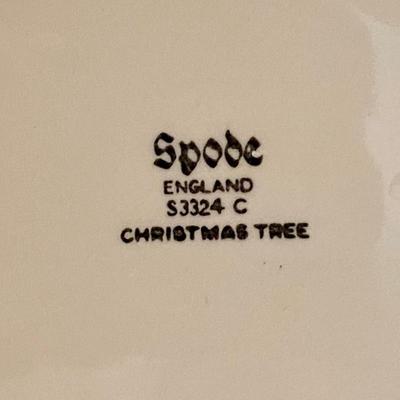 Spode
ENGLAND
S3324 C
CHRISTMAS TREE